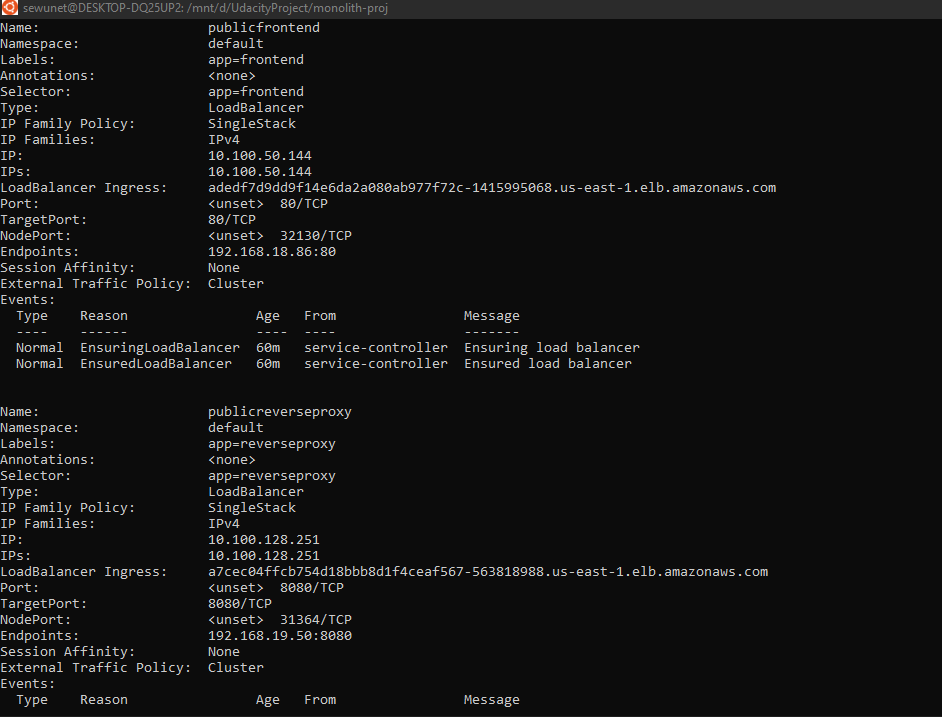 sewunet@DESKTOP-DQ25UP2: /mnt/d/UdacityProject/monolith-proj
Name:                     publicfrontend
Namespace:                default
Labels:                   app=frontend
Annotations:              <none>
Selector:                 app=frontend
Type:                     LoadBalancer
IP Family Policy:         SingleStack
IP Families:              IPv4
IP:                       10.100.50.144
IPs:                      10.100.50.144
LoadBalancer Ingress:     adedf7d9dd9f14e6da2a080ab977f72c-1415995068.us-east-1.elb.amazonaws.com
Port:                     <unset>  80/TCP
TargetPort:               80/TCP
NodePort:                 <unset>  32130/TCP
Endpoints:                192.168.18.86:80
Session Affinity:         None
External Traffic Policy:  Cluster
Events:
  Type    Reason                Age   From                Message
  ----    ------                ----  ----                -------
  Normal  EnsuringLoadBalancer  60m   service-controller  Ensuring load balancer
  Normal  EnsuredLoadBalancer   60m   service-controller  Ensured load balancer
Name:                     publicreverseproxy
Namespace:                default
Labels:                   app=reverseproxy
Annotations:              <none>
Selector:                 app=reverseproxy
Type:                     LoadBalancer
IP Family Policy:         SingleStack
IP Families:              IPv4
IP:                       10.100.128.251
IPs:                      10.100.128.251
LoadBalancer Ingress:     a7cec04ffcb754d18bbb8d1f4ceaf567-563818988.us-east-1.elb.amazonaws.com
Port:                     <unset>  8080/TCP
TargetPort:               8080/TCP
NodePort:                 <unset>  31364/TCP
Endpoints:                192.168.19.50:8080
Session Affinity:         None
External Traffic Policy:  Cluster
Events:
  Type    Reason                Age   From                Message